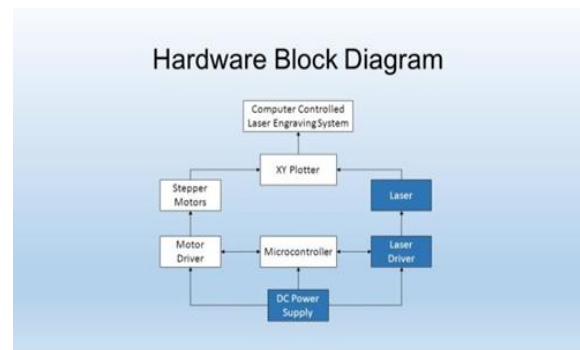 Hardware Block Diagram
Computer Controlled
Laser Engraving System
XY Plotter
Stepper
Motors
Laser
Motor
Driver
Microcontroller
Laser
Driver
DC Power
Supply